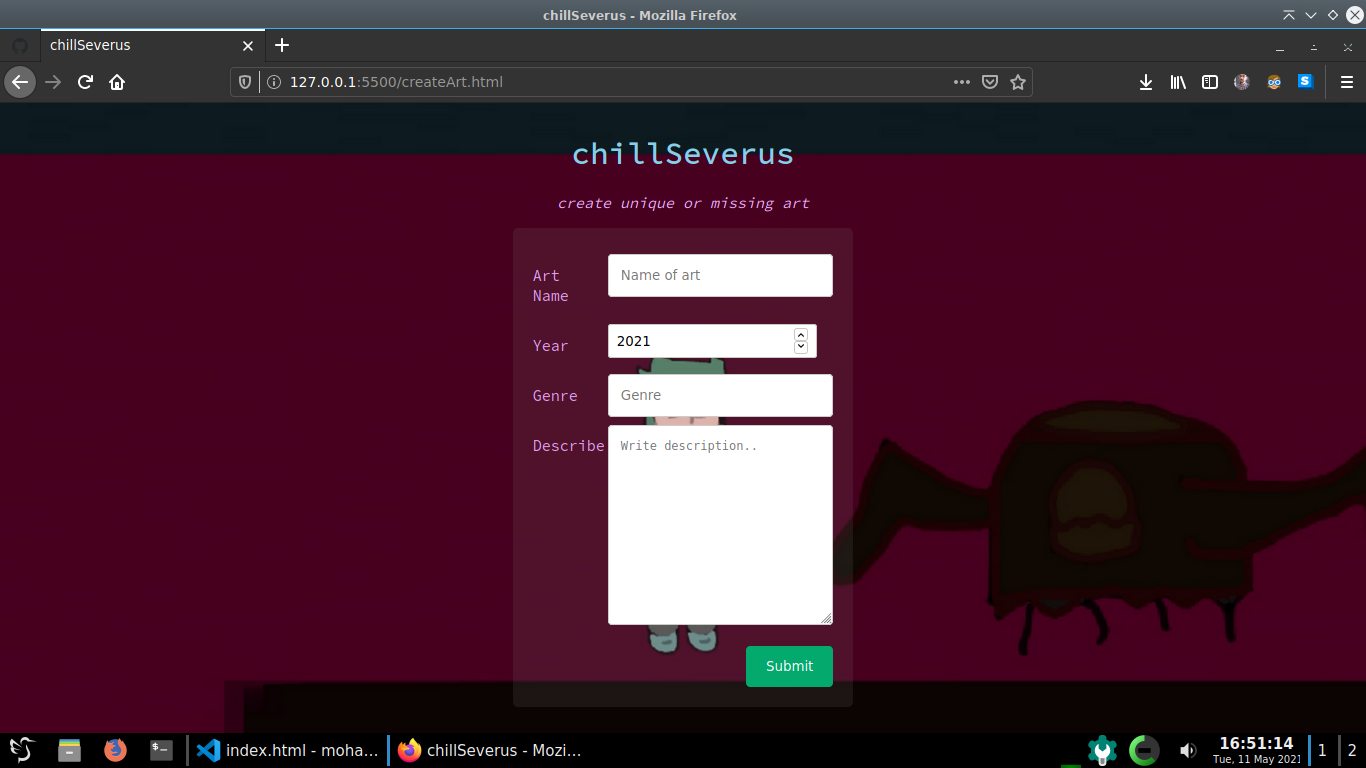 chillSeverus - Mozilla Firefox
chillSeverus
127.0.0.1:5500/createArt.html
S
chillSeverus
create unique or missing art
Art
Name
Name of art
Year
2021
Genre
Genre
Describe
Write description..
Submit
index.html - moha...
chillSeverus - Mozi...
16:51:14
Tue, 11 May 2021
1
2